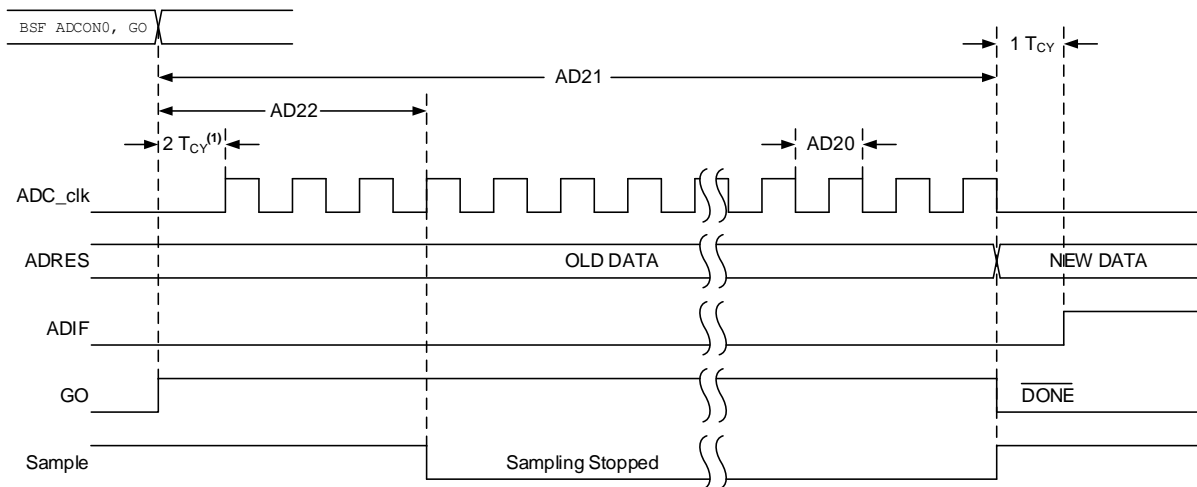 BSF ADCON0, GO
1 TCY
AD21
AD22
2 TCY(1)
AD20
ADC_clk
ADRES
OLD DATA
NEW DATA
ADIF
GO
DONE
Sample
Sampling Stopped